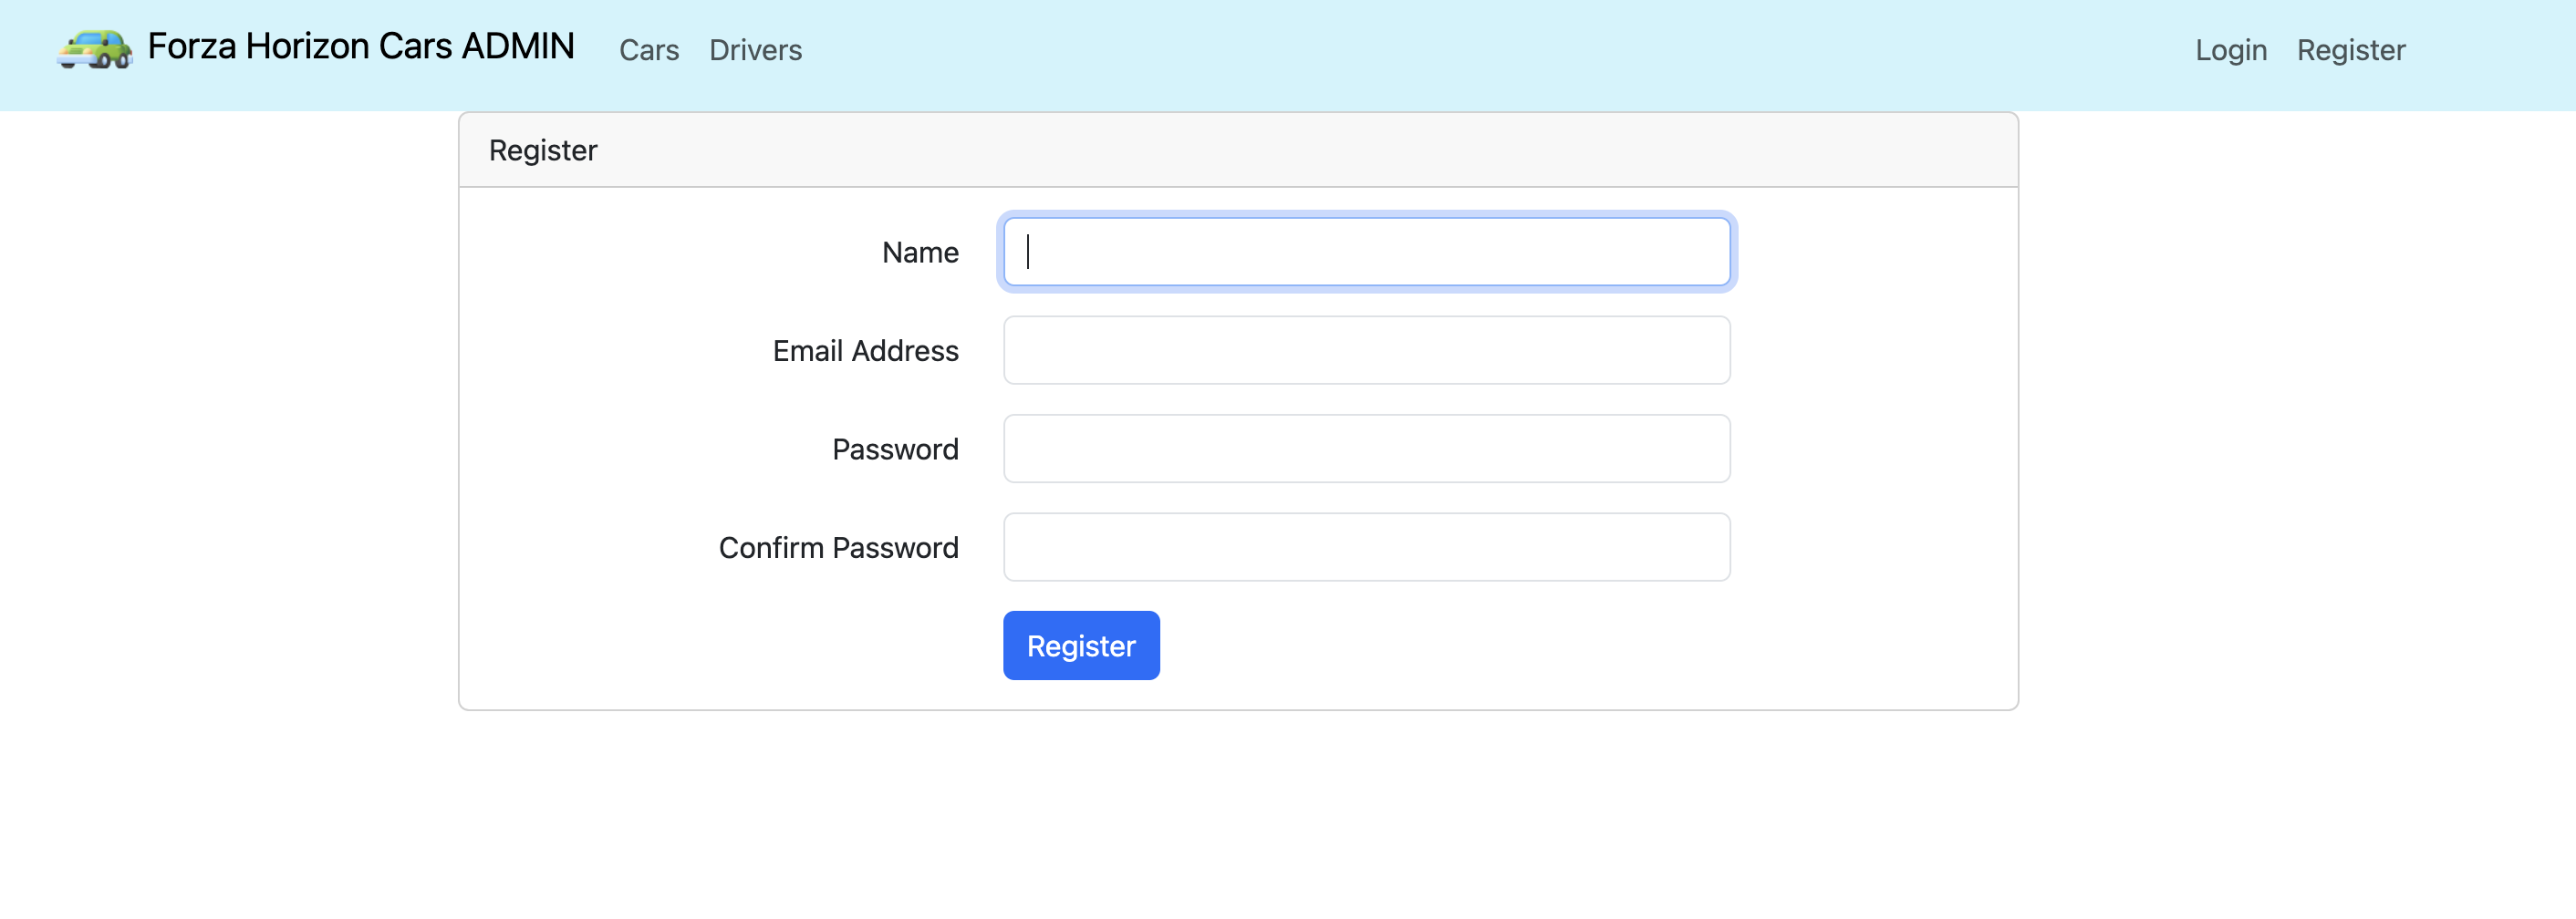 Forza Horizon Cars ADMIN Cars Drivers Login Register
Register
Name
Email Address
Password
Confirm Password
Register